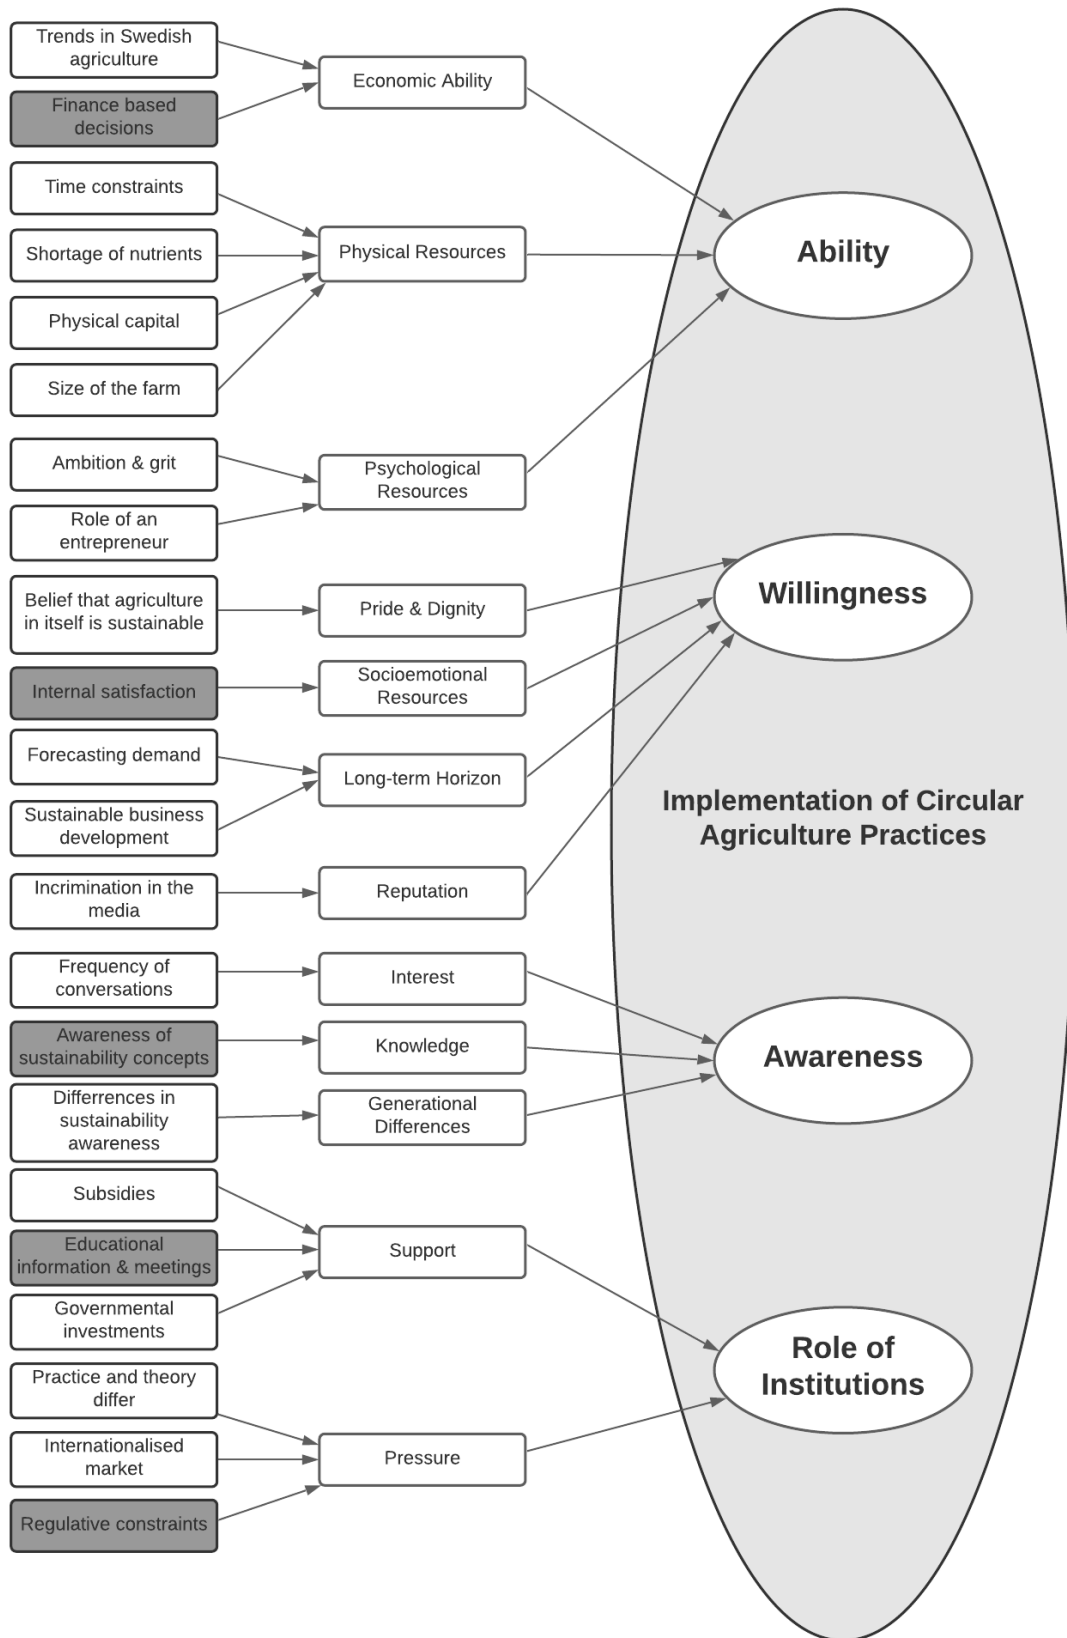 Trends in Swedish
agriculture
Finance based
decisions
Time constraints
Shortage of nutrients
Physical capital
Size of the farm
Ambition & grit
Role of an
entrepreneur
Belief that agriculture
in itself is sustainable
Internal satisfaction
Forecasting demand
Sustainable business
development
Incrimination in the
media
Frequency of
conversations
Awareness of
sustainability concepts
Differrences in
sustainability
awareness
Subsidies
Educational
information & meetings
Governmental
investments
Practice and theory
differ
Internationalised
market
Regulative constraints
Economic Ability
Physical Resources
Psychological
Resources
Pride & Dignity
Socioemotional
Resources
Long-term Horizon
Reputation
Interest
Knowledge
Generational
Differences
Support
Pressure
Ability
Willingness
Implementation of Circular
Agriculture Practices
Awareness
Role of
Institutions